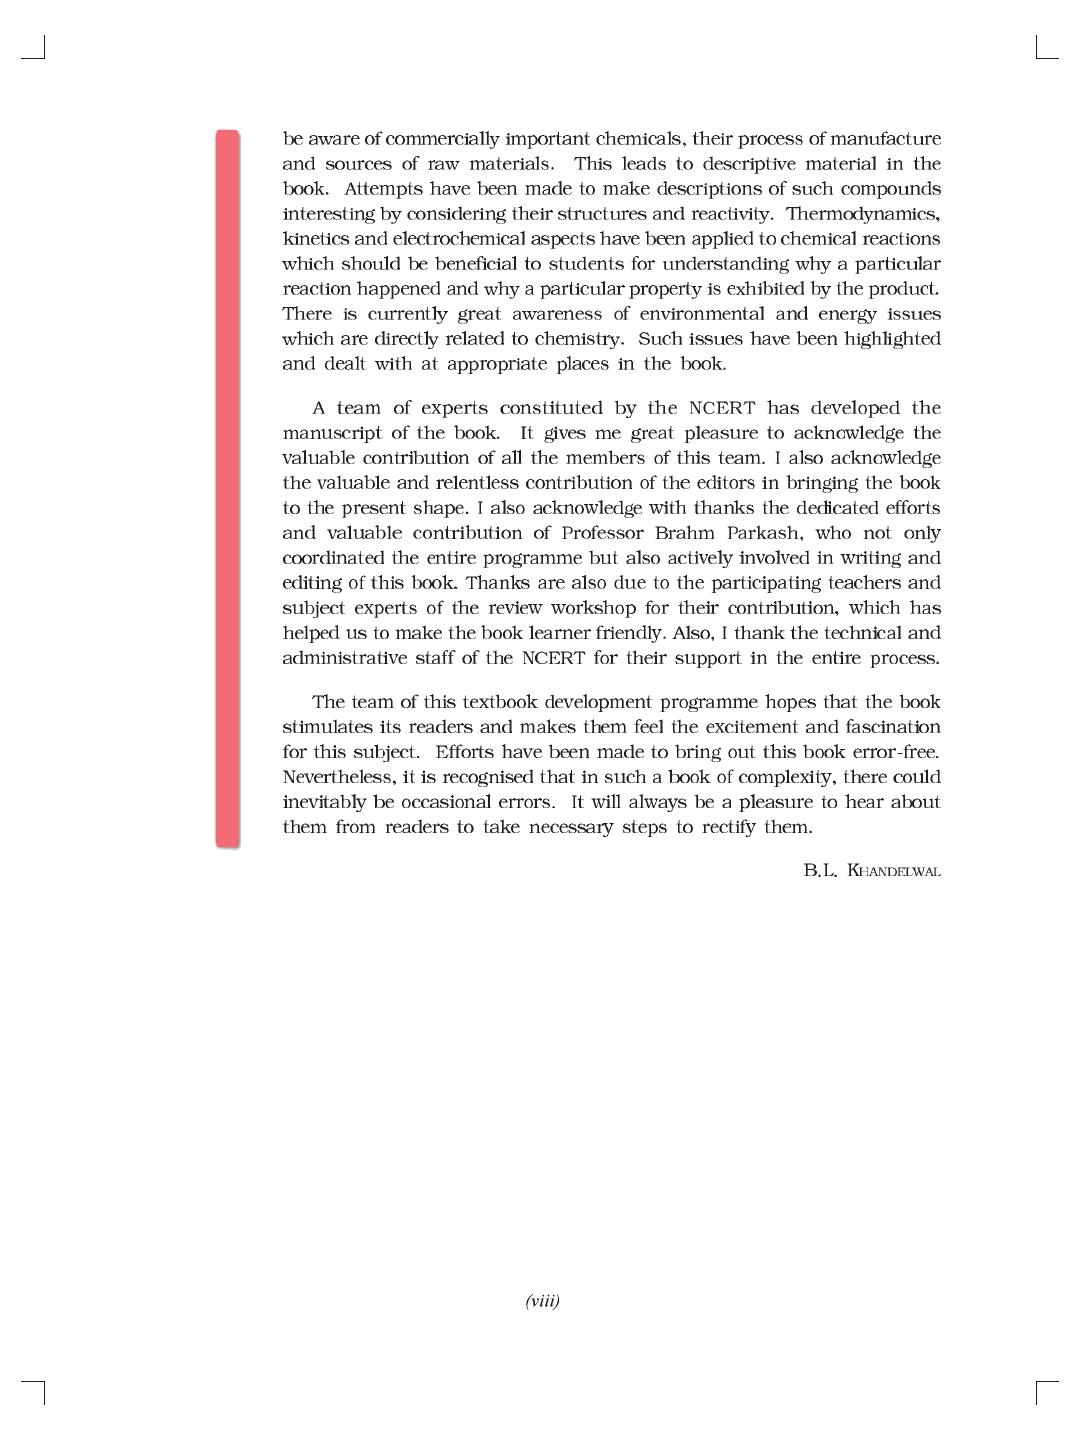 be aware of commercially important chemicals, their process of manufacture
and sources of raw materials. This leads to descriptive material in the
book. Attempts have been made to make descriptions of such compounds
interesting by considering their structures and reactivity. Thermodynamics,
kinetics and electrochemical aspects have been applied to chemical reactions
which should be beneficial to students for understanding why a particular
reaction happened and why a particular property is exhibited by the product.
There is currently great awareness of environmental and energy issues
which are directly related to chemistry. Such issues have been highlighted
and dealt with at appropriate places in the book.
A team of experts constituted by the NCERT has developed the
manuscript of the book. It gives me great pleasure to acknowledge the
valuable contribution of all the members of this team. I also acknowledge
the valuable and relentless contribution of the editors in bringing the book
to the present shape. I also acknowledge with thanks the dedicated efforts
and valuable contribution of Professor Brahm Parkash, who not only
coordinated the entire programme but also actively involved in writing and
editing of this book. Thanks are also due to the participating teachers and
subject experts of the review workshop for their contribution, which has
helped us to make the book learner friendly. Also, I thank the technical and
administrative staff of the NCERT for their support in the entire process.
The team of this textbook development programme hopes that the book
stimulates its readers and makes them feel the excitement and fascination
for this subject. Efforts have been made to bring out this book error-free.
Nevertheless, it is recognised that in such a book of complexity, there could
inevitably be occasional errors. It will always be a pleasure to hear about
them from readers to take necessary steps to rectify them.
B.L. KHANDELWAL
(viii)